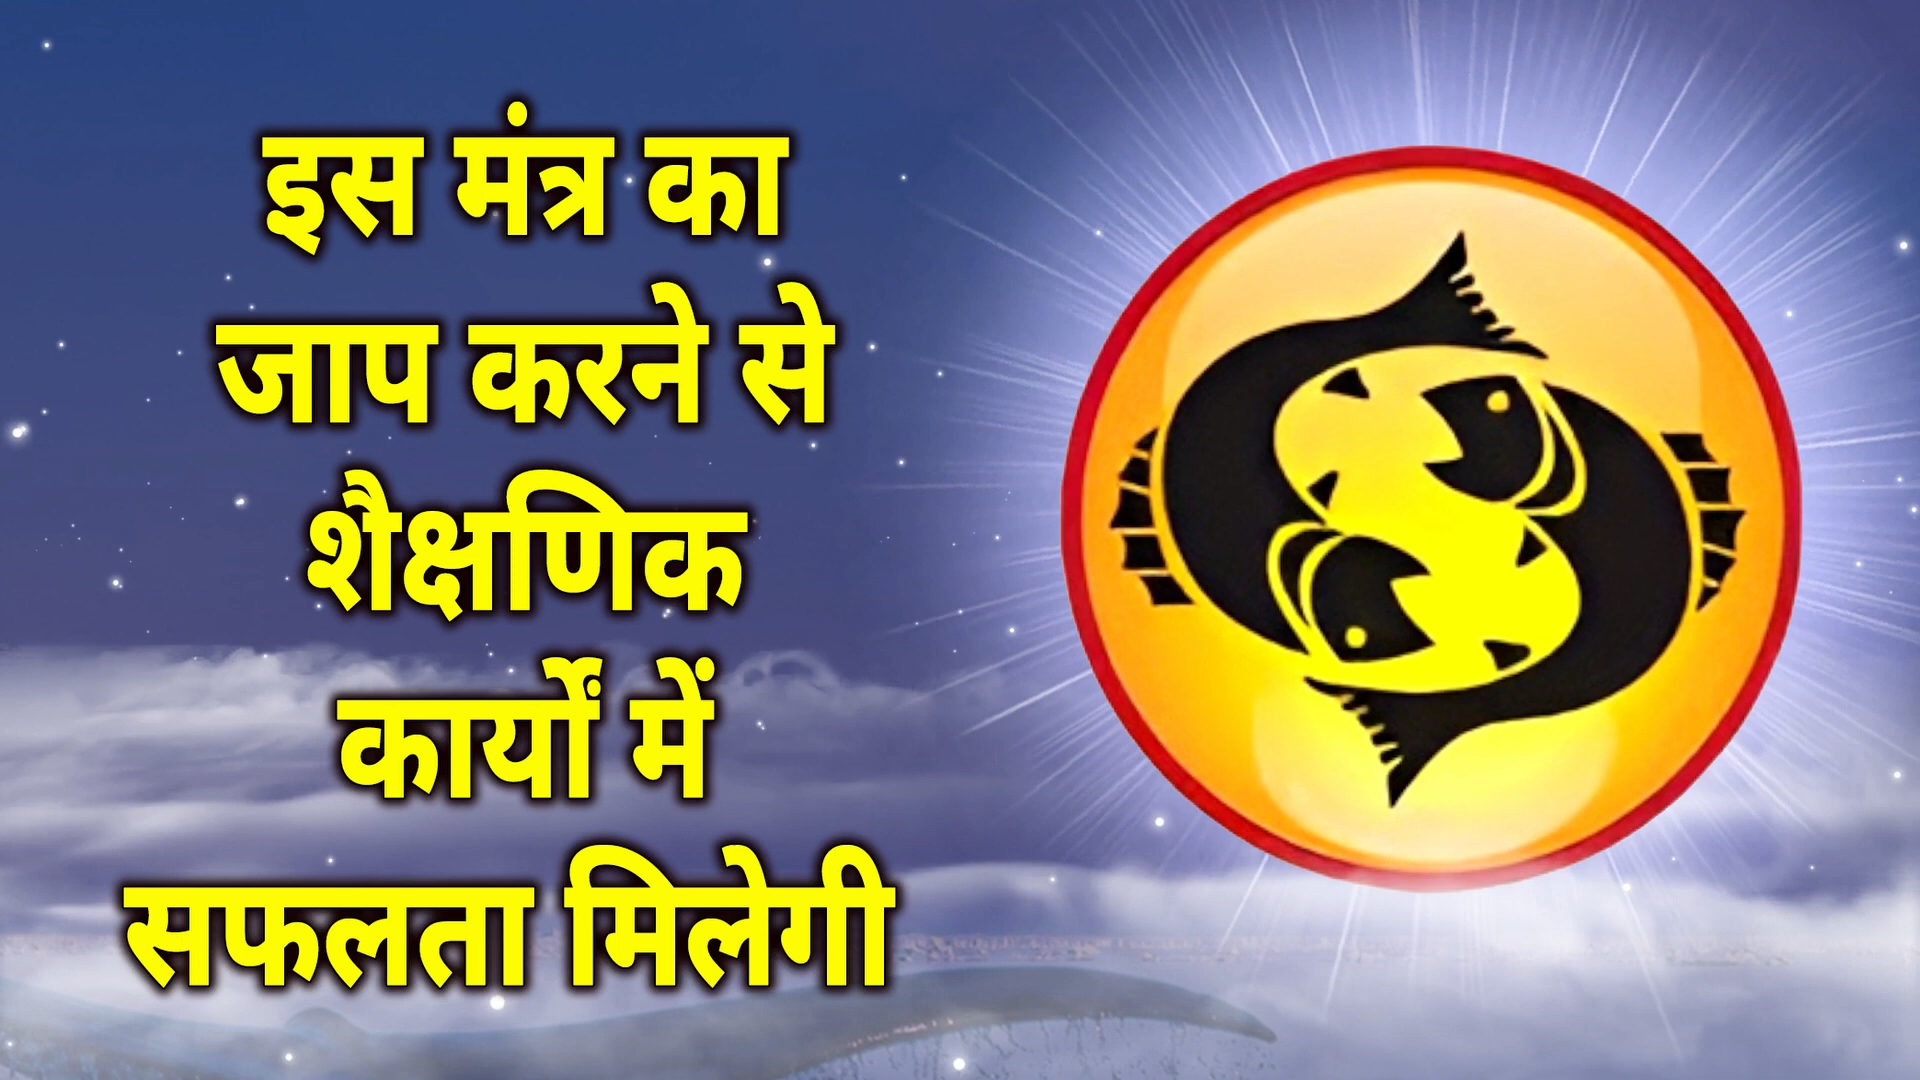 इस मंत्र का
जाप करने से
शैक्षणिक
कार्यों में
सफलता मिलेगी